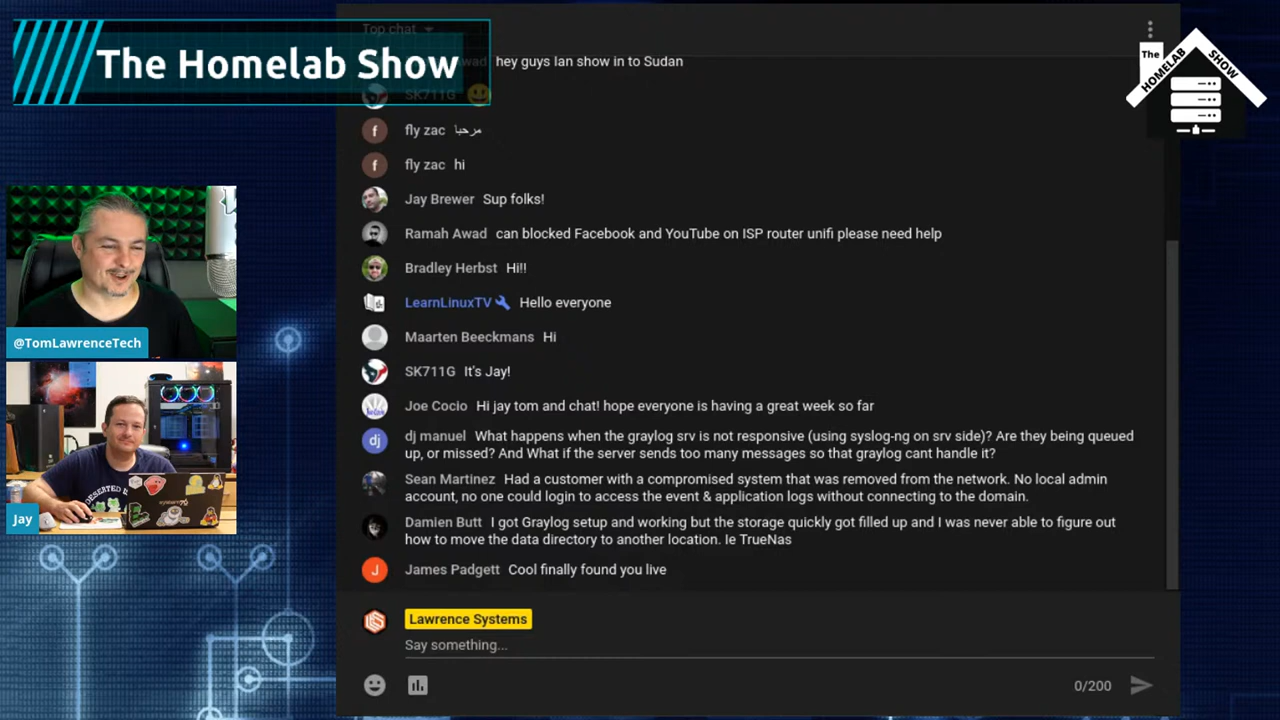 The Homelab Show
Top chat
hey guys Ian show in to Sudan
SK711G
fly zac مرحبا
fly zac hi
Jay Brewer Sup folks!
Ramah Awad can blocked Facebook and YouTube on ISP router unifi please need help
Bradley Herbst Hi!!
LearnLinuxTV Hello everyone
Maarten Beeckmans Hi
SK711G It's Jay!
Joe Cocio Hi jay tom and chat! hope everyone is having a great week so far
dj manuel What happens when the graylog srv is not responsive (using syslog-ng on srv side)? Are they being queued
up, or missed? And What if the server sends too many messages so that graylog cant handle it?
Sean Martinez Had a customer with a compromised system that was removed from the network. No local admin
account, no one could login to access the event & application logs without connecting to the domain.
Damien Butt I got Graylog setup and working but the storage quickly got filled up and I was never able to figure out
how to move the data directory to another location. Ie TrueNas
James Padgett Cool finally found you live
Lawrence Systems
Say something...
0/200
The
HOMELAB
SHOW
@TomLawrenceTech
Jay
f
f
dj
J